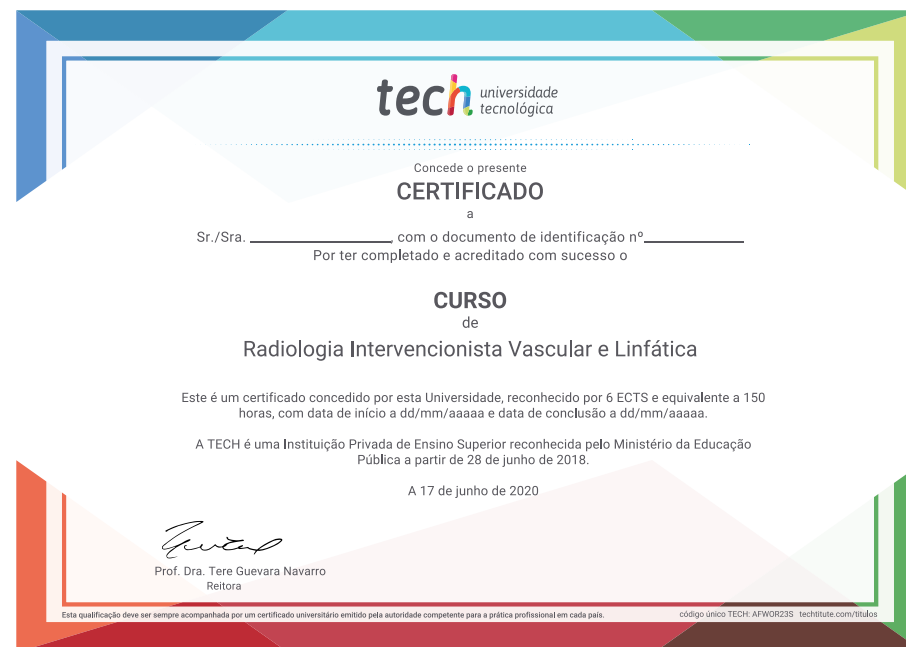 tech universidade
tecnológica
Concede o presente
CERTIFICADO
a
Sr./Sra. , com o documento de identificação nº
Por ter completado e acreditado com sucesso o
CURSO
de
Radiologia Intervencionista Vascular e Linfática
Este é um certificado concedido por esta Universidade, reconhecido por 6 ECTS e equivalente a 150
horas, com data de início a dd/mm/aaaaa e data de conclusão a dd/mm/aaaaa.
A TECH é uma Instituição Privada de Ensino Superior reconhecida pelo Ministério da Educação
Pública a partir de 28 de junho de 2018.
A 17 de junho de 2020
Prof. Dra. Tere Guevara Navarro
Reitora
Esta qualificação deve ser sempre acompanhada por um certificado universitário emitido pela autoridade competente para a prática profissional em cada país.
código único TECH: AFWOR23S techtitute.com/titulos